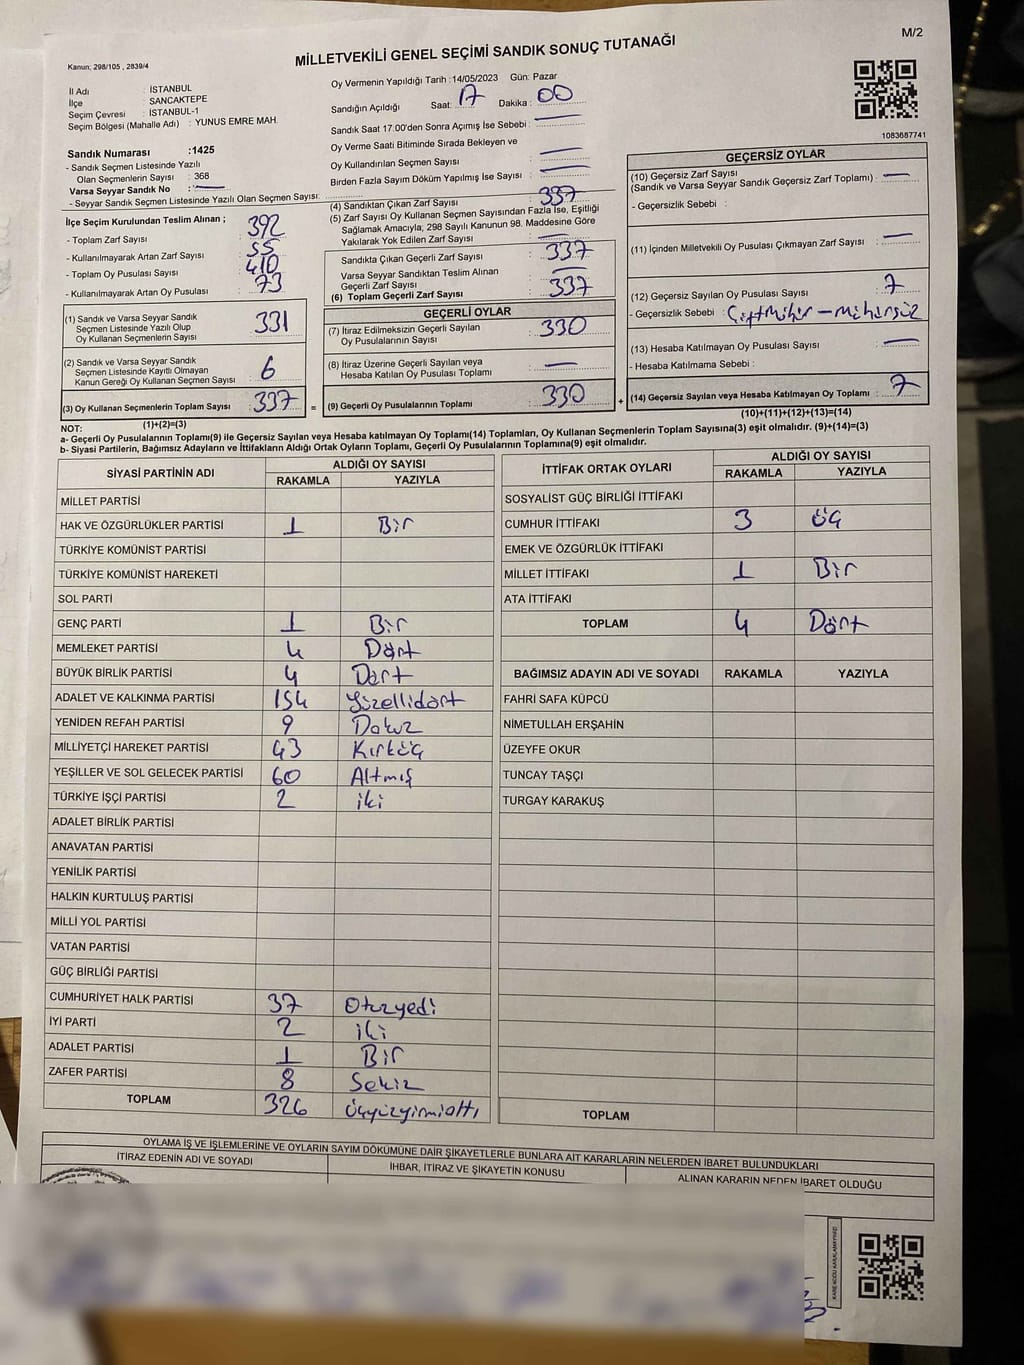 M/2
MİLLETVEKİLİ GENEL SEÇİMİ SANDIK SONUÇ TUTANAĞI
Kanun; 298/105 , 2839/4
İl Adı : İSTANBUL
İlçe : SANCAKTEPE
Seçim Çevresi : İSTANBUL-1
Seçim Bölgesi (Mahalle Adı) : YUNUS EMRE MAH.
Sandık Numarası :1425
- Sandık Seçmen Listesinde Yazılı
Olan Seçmenlerin Sayısı : 368
Varsa Seyyar Sandık No : —
- Seyyar Sandık Seçmen Listesinde Yazılı Olan Seçmen Sayısı:
Oy Vermenin Yapıldığı Tarih :14/05/2023 Gün: Pazar
Sandığın Açıldığı Saat: 17 Dakika : 00
Sandık Saat 17:00'den Sonra Açımış İse Sebebi : —
Oy Verme Saati Bitiminde Sırada Bekleyen ve
Oy Kullandırılan Seçmen Sayısı : —
Birden Fazla Sayım Döküm Yapılmış İse Sayısı : —
1083687741
İlçe Seçim Kurulundan Teslim Alınan ;
- Toplam Zarf Sayısı : 392
- Kullanılmayarak Artan Zarf Sayısı : 55
- Toplam Oy Pusulası Sayısı : 410
- Kullanılmayarak Artan Oy Pusulası : 73
(1) Sandık ve Varsa Seyyar Sandık
Seçmen Listesinde Yazılı Olup
Oy Kullanan Seçmenlerin Sayısı : 331
(2) Sandık ve Varsa Seyyar Sandık
Seçmen Listesinde Kayıtlı Olmayan
Kanun Gereği Oy Kullanan Seçmen Sayısı : 6
(3) Oy Kullanan Seçmenlerin Toplam Sayısı : 337 =
(1)+(2)=(3)
(4) Sandıktan Çıkan Zarf Sayısı : 337
(5) Zarf Sayısı Oy Kullanan Seçmen Sayısından Fazla İse, Eşitliği
Sağlamak Amacıyla; 298 Sayılı Kanunun 98. Maddesine Göre
Yakılarak Yok Edilen Zarf Sayısı : —
Sandıkta Çıkan Geçerli Zarf Sayısı : 337
Varsa Seyyar Sandıktan Teslim Alınan
Geçerli Zarf Sayısı : —
(6) Toplam Geçerli Zarf Sayısı : 337
GEÇERLİ OYLAR
(7) İtiraz Edilmeksizin Geçerli Sayılan
Oy Pusulalarının Sayısı : 330
(8) İtiraz Üzerine Geçerli Sayılan veya
Hesaba Katılan Oy Pusulası Toplamı : —
(9) Geçerli Oy Pusulalarının Toplamı : 330 +
GEÇERSİZ OYLAR
(10) Geçersiz Zarf Sayısı
(Sandık ve Varsa Seyyar Sandık Geçersiz Zarf Toplamı) : —
- Geçersizlik Sebebi :
(11) İçinden Milletvekili Oy Pusulası Çıkmayan Zarf Sayısı : —
(12) Geçersiz Sayılan Oy Pusulası Sayısı : 7
- Geçersizlik Sebebi : Çift Mühür – mühürsüz
(13) Hesaba Katılmayan Oy Pusulası Sayısı : —
- Hesaba Katılmama Sebebi :
(14) Geçersiz Sayılan veya Hesaba Katılmayan Oy Toplamı : 7
(10)+(11)+(12)+(13)=(14)
NOT:
a- Geçerli Oy Pusulalarının Toplamı(9) ile Geçersiz Sayılan veya Hesaba katılmayan Oy Toplamı(14) Toplamları, Oy Kullanan Seçmenlerin Toplam Sayısına(3) eşit olmalıdır. (9)+(14)=(3)
b- Siyasi Partilerin, Bağımsız Adayların ve İttifakların Aldığı Ortak Oyların Toplamı, Geçerli Oy Pusulalarının Toplamına(9) eşit olmalıdır.
SİYASİ PARTİNİN ADI ALDIĞI OY SAYISI
RAKAMLA YAZIYLA
MİLLET PARTİSİ
HAK VE ÖZGÜRLÜKLER PARTİSİ 1 Bir
TÜRKİYE KOMÜNİST PARTİSİ
TÜRKİYE KOMÜNİST HAREKETİ
SOL PARTİ
GENÇ PARTİ 1 Bir
MEMLEKET PARTİSİ 4 Dört
BÜYÜK BİRLİK PARTİSİ 4 Dört
ADALET VE KALKINMA PARTİSİ 154 Yüzellidört
YENİDEN REFAH PARTİSİ 9 Dokuz
MİLLİYETÇİ HAREKET PARTİSİ 43 Kırküç
YEŞİLLER VE SOL GELECEK PARTİSİ 60 Altmış
TÜRKİYE İŞÇİ PARTİSİ 2 iki
ADALET BİRLİK PARTİSİ
ANAVATAN PARTİSİ
YENİLİK PARTİSİ
HALKIN KURTULUŞ PARTİSİ
MİLLİ YOL PARTİSİ
VATAN PARTİSİ
GÜÇ BİRLİĞİ PARTİSİ
CUMHURİYET HALK PARTİSİ 37 Otuzyedi
İYİ PARTİ 2 iki
ADALET PARTİSİ 1 Bir
ZAFER PARTİSİ 8 Sekiz
TOPLAM 326 üçyüzyirmialtı
İTTİFAK ORTAK OYLARI ALDIĞI OY SAYISI
RAKAMLA YAZIYLA
SOSYALİST GÜÇ BİRLİĞİ İTTİFAKI
CUMHUR İTTİFAKI 3 üç
EMEK VE ÖZGÜRLÜK İTTİFAKI
MİLLET İTTİFAKI 1 Bir
ATA İTTİFAKI
TOPLAM 4 Dört
BAĞIMSIZ ADAYIN ADI VE SOYADI RAKAMLA YAZIYLA
FAHRİ SAFA KÜPCÜ
NİMETULLAH ERŞAHİN
ÜZEYFE OKUR
TUNCAY TAŞÇI
TURGAY KARAKUŞ
TOPLAM
OYLAMA İŞ VE İŞLEMLERİNE VE OYLARIN SAYIM DÖKÜMÜNE DAİR ŞİKAYETLERLE BUNLARA AİT KARARLARIN NELERDEN İBARET BULUNDUKLARI
İTİRAZ EDENİN ADI VE SOYADI İHBAR, İTİRAZ VE ŞİKAYETİN KONUSU ALINAN KARARIN NEDEN İBARET OLDUĞU